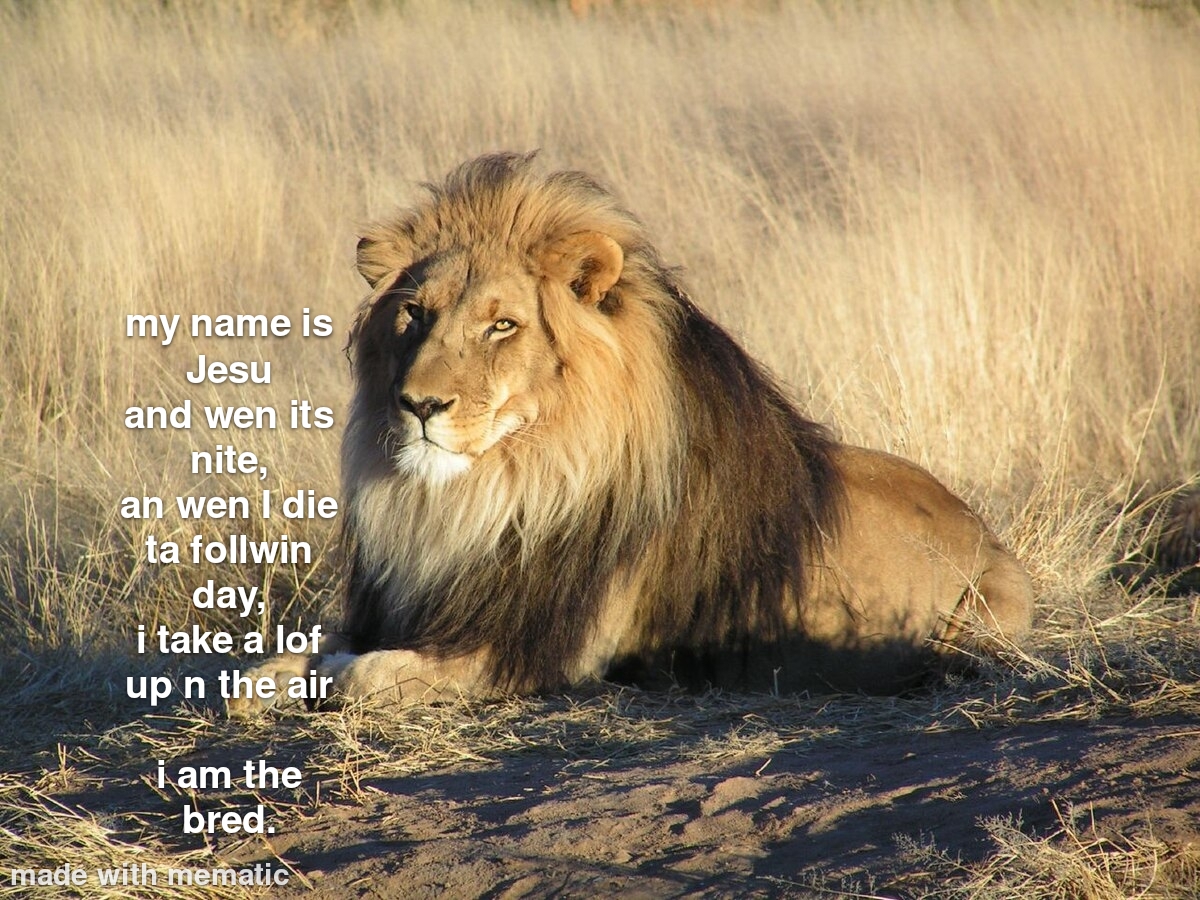 my name is
Jesu
and wen its
nite,
an wen I die
ta follwin
day,
i take a lof
up n the air
i am the
bred.
made with mematic